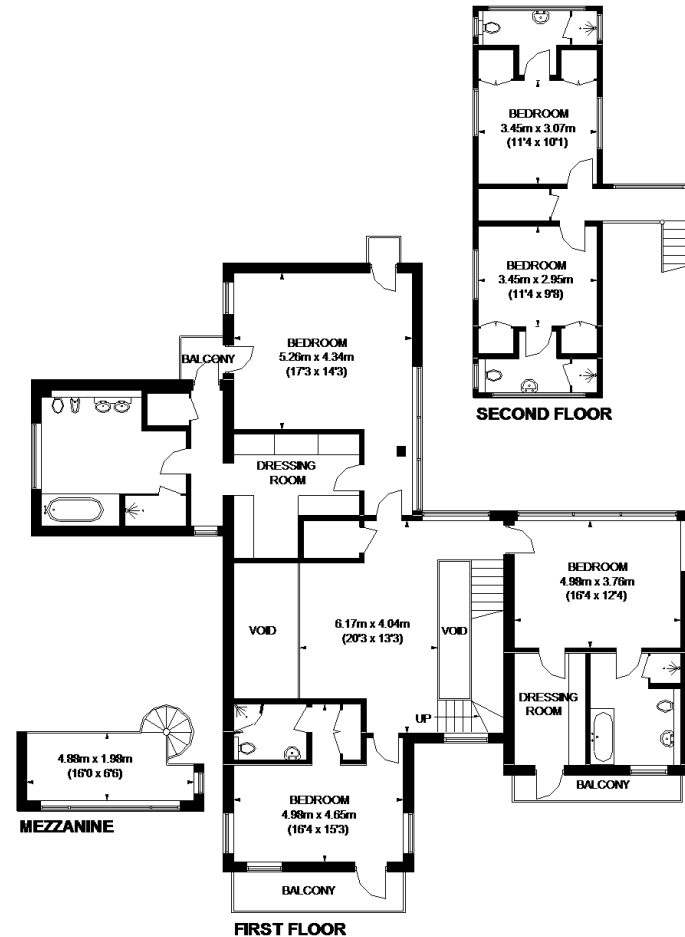 BEDROOM
3.45m x 3.07m
(11'4 x 10'1)
BEDROOM
3.45m x 2.95m
(11'4 x 9'8)
SECOND FLOOR
BEDROOM
5.26m x 4.34m
(17'3 x 14'3)
BALCONY
DRESSING
ROOM
BEDROOM
4.98m x 3.76m
(16'4 x 12'4)
VOID
6.17m x 4.04m
(20'3 x 13'3)
VOID
DRESSING
ROOM
UP
BALCONY
4.88m x 1.98m
(16'0 x 6'6)
MEZZANINE
BEDROOM
4.98m x 4.65m
(16'4 x 15'3)
BALCONY
FIRST FLOOR